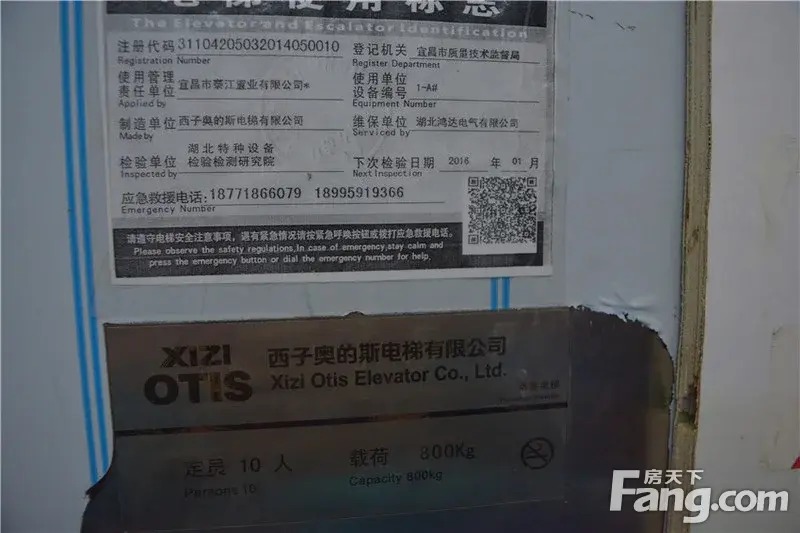 电梯使用标志
The Elevator and Escalator Identification
注册代码 31104205032014050010 登记机关 宜昌市质量技术监督局
Registration Number Register Department
使用管理 宜昌市蓥江置业有限公司* 使用单位 1-A#
责任单位 设备编号
Applied by Equipment Number
制造单位 西子奥的斯电梯有限公司 维保单位 湖北鸿达电气有限公司
Made by Serviced by
检验单位 湖北特种设备 下次检验日期 2016 年 01 月
检验检测研究院
Inspected by Next Inspection
应急救援电话: 18771866079 18995919366
Emergency Number
请遵守电梯安全注意事项，遇有紧急情况请按紧急呼唤按钮或拨打应急救援电话。
Please observe the safety regulations,In case of emergency,stay calm and
press the emergency button or dial the emergency number for help,
XIZI
OTIS
西子奥的斯电梯有限公司
Xizi Otis Elevator Co., Ltd.
定员 10 人 载荷 800Kg
Persons 10 Capacity 800kg
房天下
Fang.com